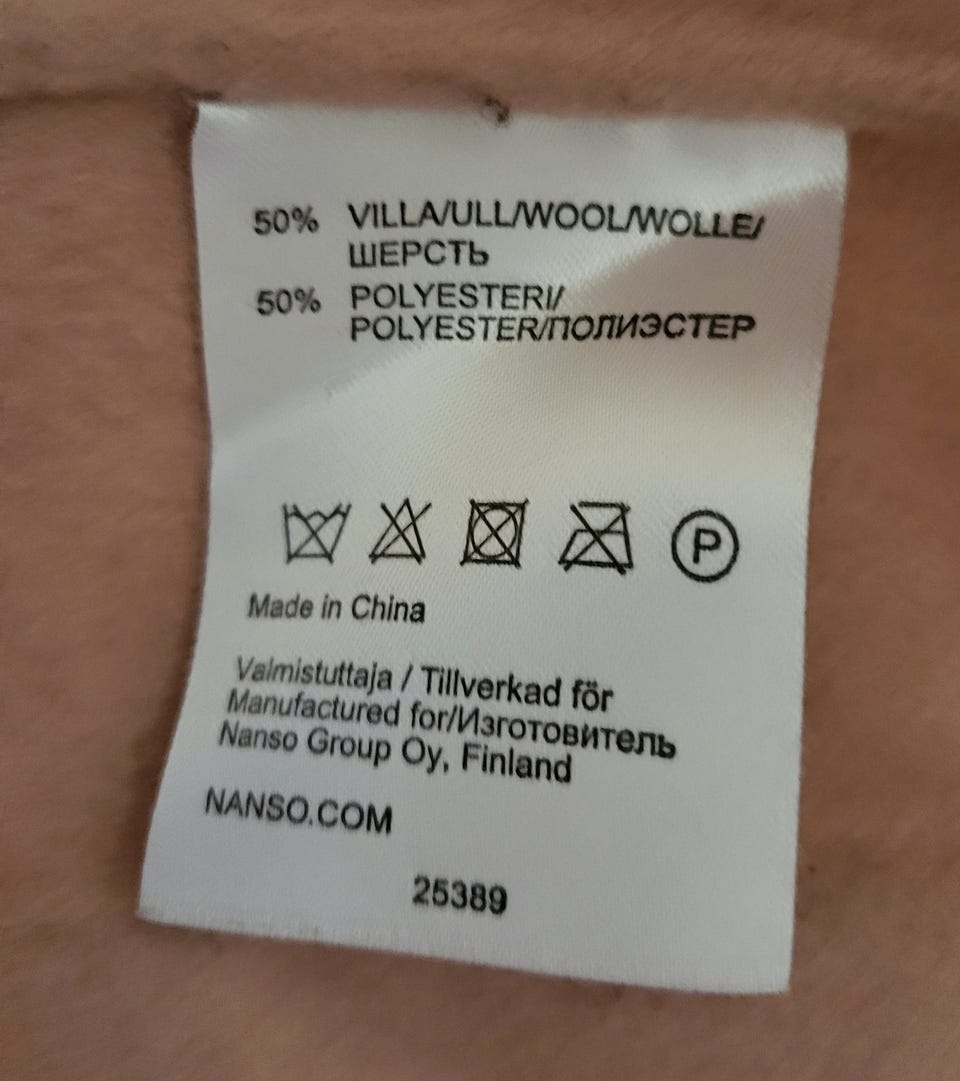 50% VILLA/ULL/WOOL/WOLLE/
ШЕРСТЬ
50% POLYESTERI/
POLYESTER/ПОЛИЭСТЕР
P
Made in China
Valmistuttaja / Tillverkad för
Manufactured for/Изготовитель
Nanso Group Oy, Finland
NANSO.COM
25389